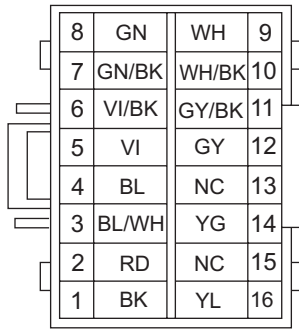 8 GN WH 9
7 GN/BK WH/BK 10
6 VI/BK GY/BK 11
5 VI GY 12
4 BL NC 13
3 BL/WH YG 14
2 RD NC 15
1 BK YL 16